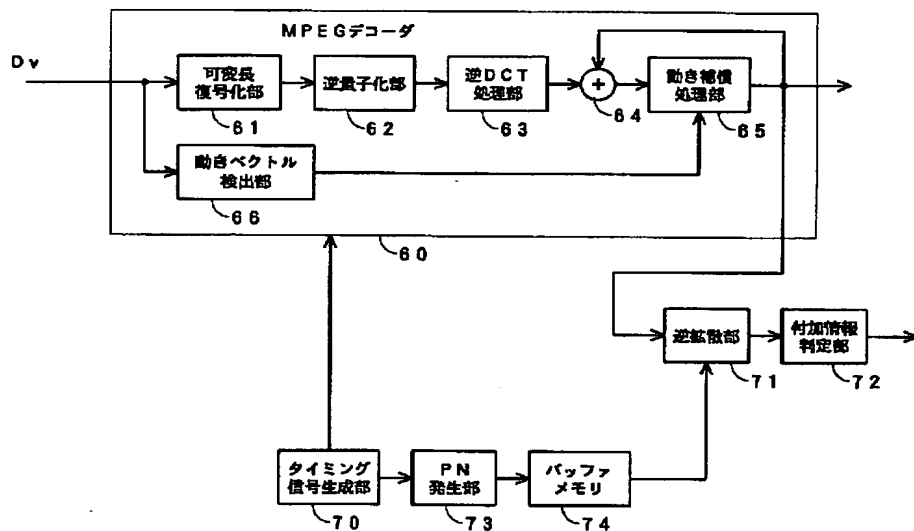 MPEGデコーダ
Dv
可変長
復号化部
逆量子化部
逆DCT
処理部
+
動き補償
処理部
61
62
63
64
65
動きベクトル
検出部
66
60
逆拡散部
付加情報
判定部
71
72
タイミング
信号生成部
PN
発生部
バッファ
メモリ
70
73
74